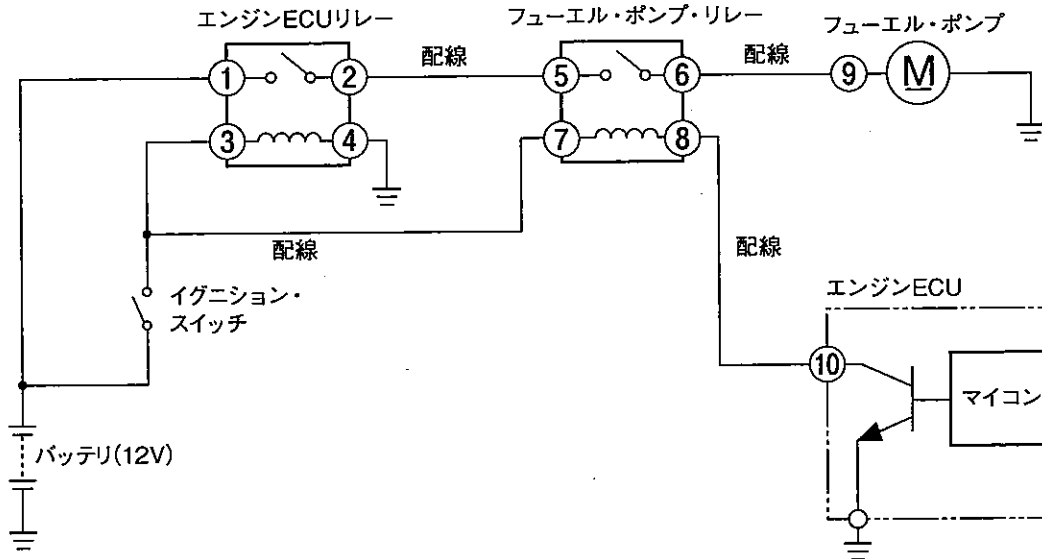 エンジンECUリレー
フューエル・ポンプ・リレー
フューエル・ポンプ
① ② 配線 ⑤ ⑥ 配線 ⑨ M
③ ④ ⑦ ⑧
配線
配線
イグニション・
スイッチ
エンジンECU
⑩
マイコン
バッテリ(12V)